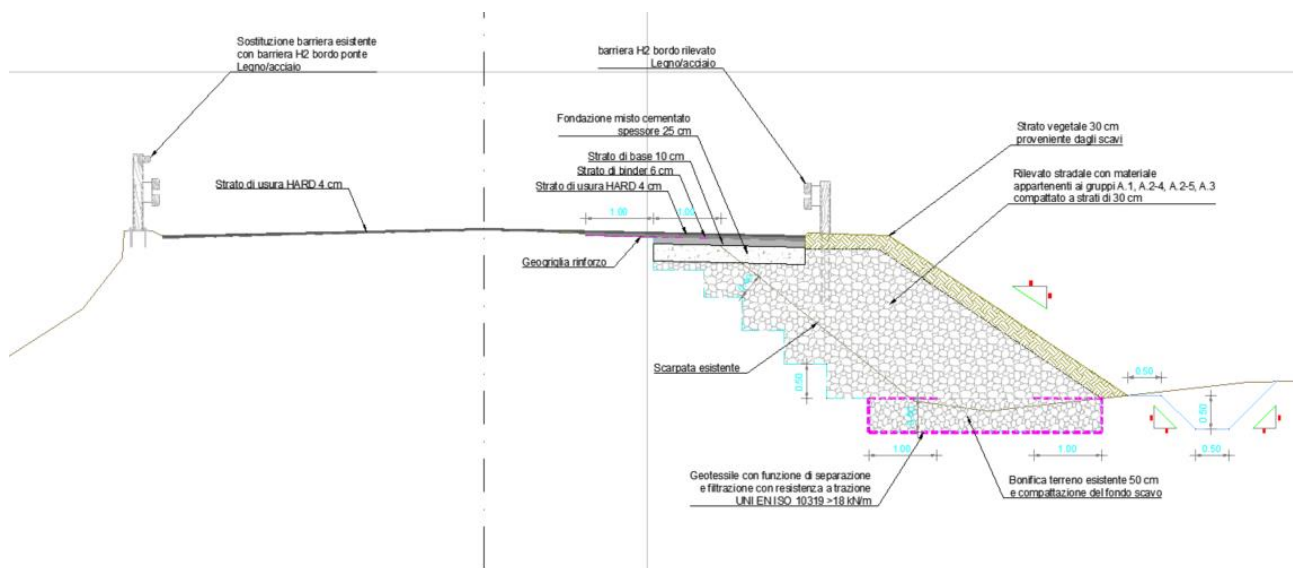 Sostituzione barriera esistente
con barriera H2 bordo ponte
Legno/acciaio
barriera H2 bordo rilevato
Legno/acciaio
Fondazione misto cementato
spessore 25 cm
Strato di base 10 cm
Strato di binder 6 cm
Strato di usura HARD 4 cm
Strato di usura HARD 4 cm
Strato vegetale 30 cm
proveniente dagli scavi
Rilevato stradale con materiale
appartenenti ai gruppi A.1, A.2-4, A.2-5, A.3
compattato a strati di 30 cm
1.00
1.00
Geogriglia rinforzo
Scarpata esistente
0.50
0.50
0.50
0.50
1.00
1.00
Geotessile con funzione di separazione
e filtrazione con resistenza a trazione
UNI EN ISO 10319 >18 kN/m
Bonifica terreno esistente 50 cm
e compattazione del fondo scavo